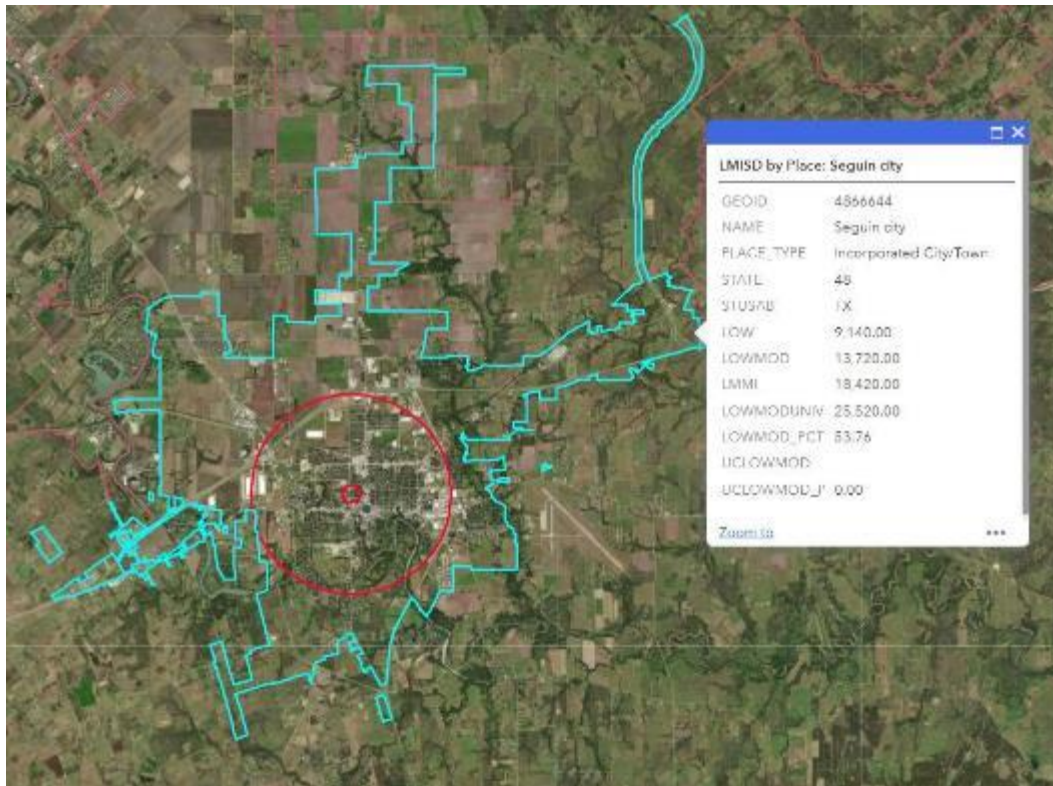 LMISD by Place: Seguin city
GEOID 4866644
NAME Seguin city
PLACE_TYPE Incorporated City/Town
STATE 48
STUSAB TX
LOW 9,140.00
LOWMOD 13,720.00
LMMI 18,420.00
LOWMODUNIV 25,520.00
LOWMOD_PCT 53.76
UCLOWMOD
UCLOWMOD_P 0.00
Zoom to